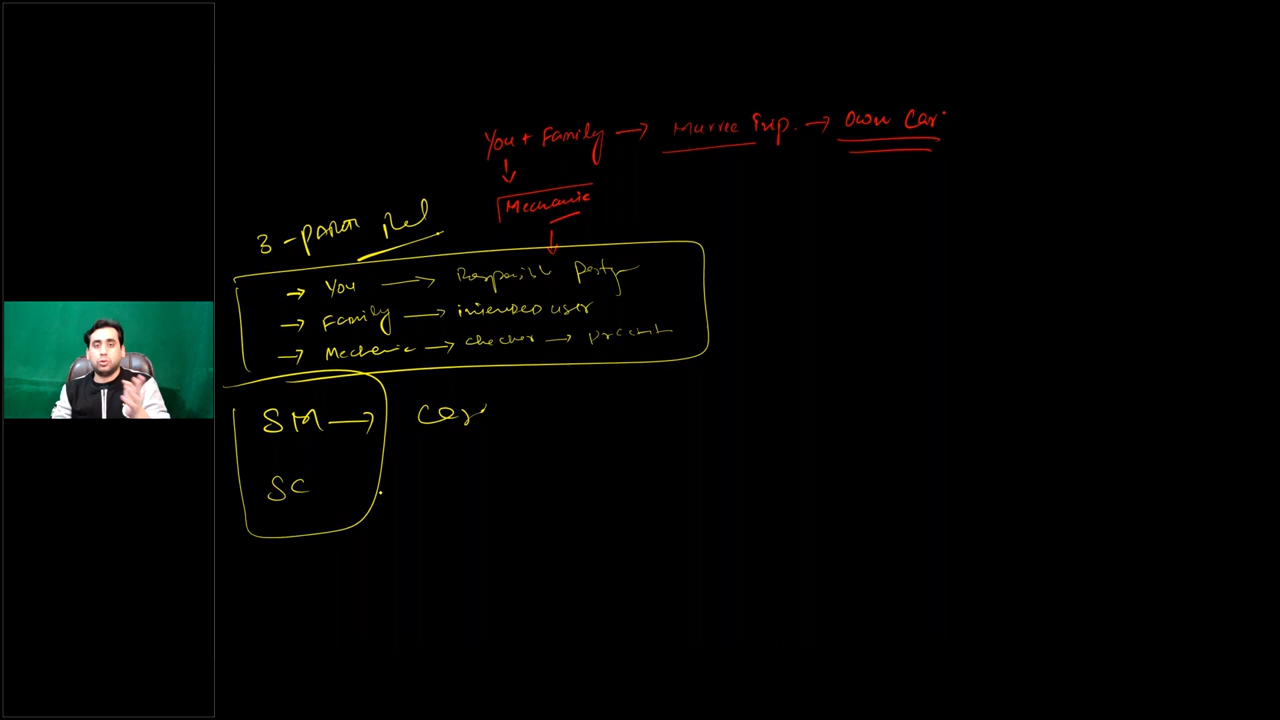 You + Family → Murree Trip. → Own Car.
↓
Mechanic
↓
3 - Party Rel
→ You → Responsible Party
→ Family → intended user
→ Mechanic → checker →
SM → Car
SC